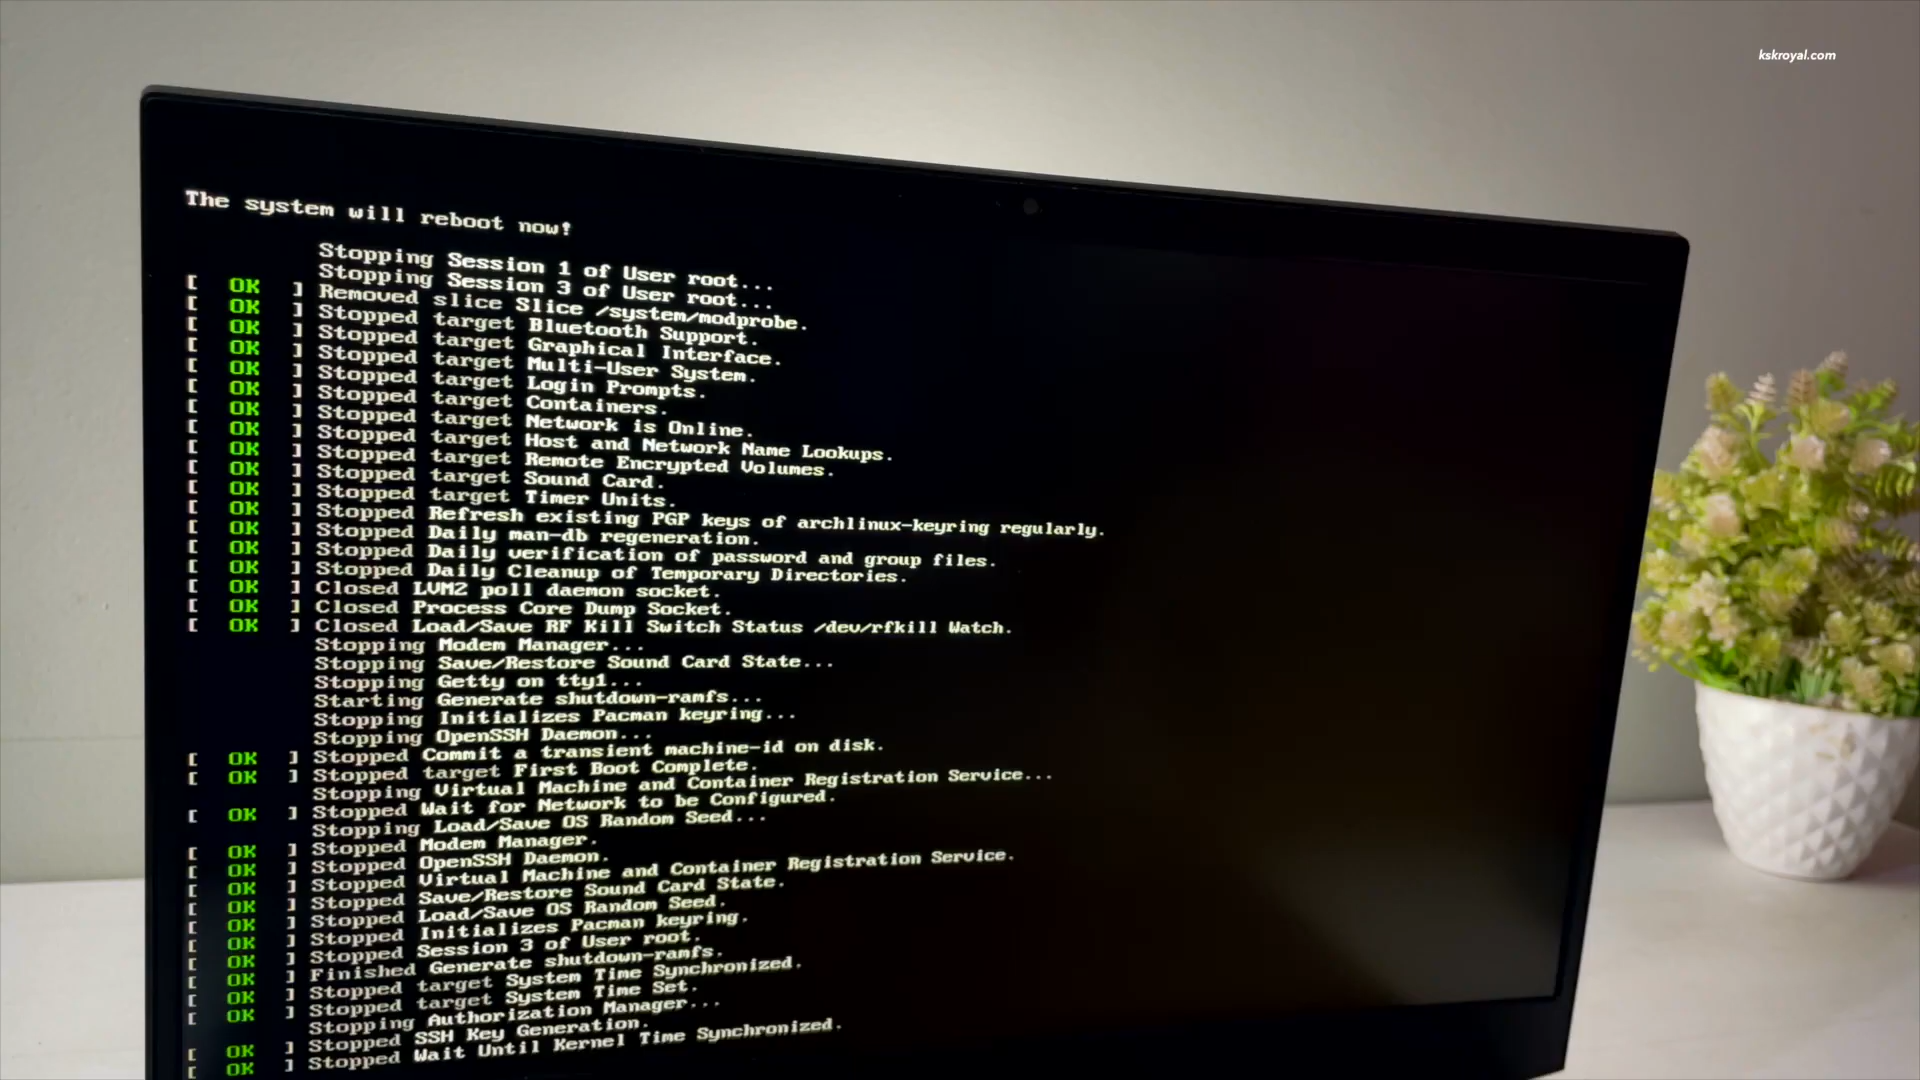 kskroyal.com
The system will reboot now!
Stopping Session 1 of User root...
Stopping Session 3 of User root...
[ OK ] Removed slice Slice /system/modprobe.
[ OK ] Stopped target Bluetooth Support.
[ OK ] Stopped target Graphical Interface.
[ OK ] Stopped target Multi-User System.
[ OK ] Stopped target Login Prompts.
[ OK ] Stopped target Containers.
[ OK ] Stopped target Network is Online.
[ OK ] Stopped target Host and Network Name Lookups.
[ OK ] Stopped target Remote Encrypted Volumes.
[ OK ] Stopped target Sound Card.
[ OK ] Stopped target Timer Units.
[ OK ] Stopped Refresh existing PGP keys of archlinux-keyring regularly.
[ OK ] Stopped Daily man-db regeneration.
[ OK ] Stopped Daily verification of password and group files.
[ OK ] Stopped Daily Cleanup of Temporary Directories.
[ OK ] Closed LVM2 poll daemon socket.
[ OK ] Closed Process Core Dump Socket.
[ OK ] Closed Load/Save RF Kill Switch Status /dev/rfkill Watch.
Stopping Modem Manager...
Stopping Save/Restore Sound Card State...
Stopping Getty on tty1...
Starting Generate shutdown-ramfs...
Stopping Initializes Pacman keyring...
Stopping OpenSSH Daemon...
[ OK ] Stopped Commit a transient machine-id on disk.
[ OK ] Stopped target First Boot Complete.
Stopping Virtual Machine and Container Registration Service...
[ OK ] Stopped Wait for Network to be Configured.
Stopping Load/Save OS Random Seed...
[ OK ] Stopped Modem Manager.
[ OK ] Stopped OpenSSH Daemon.
[ OK ] Stopped Virtual Machine and Container Registration Service.
[ OK ] Stopped Save/Restore Sound Card State.
[ OK ] Stopped Load/Save OS Random Seed.
[ OK ] Stopped Initializes Pacman keyring.
[ OK ] Stopped Session 3 of User root.
[ OK ] Finished Generate shutdown-ramfs.
[ OK ] Stopped target System Time Synchronized.
[ OK ] Stopped target System Time Set.
Stopping Authorization Manager...
[ OK ] Stopped SSH Key Generation.
[ OK ] Stopped Wait Until Kernel Time Synchronized.